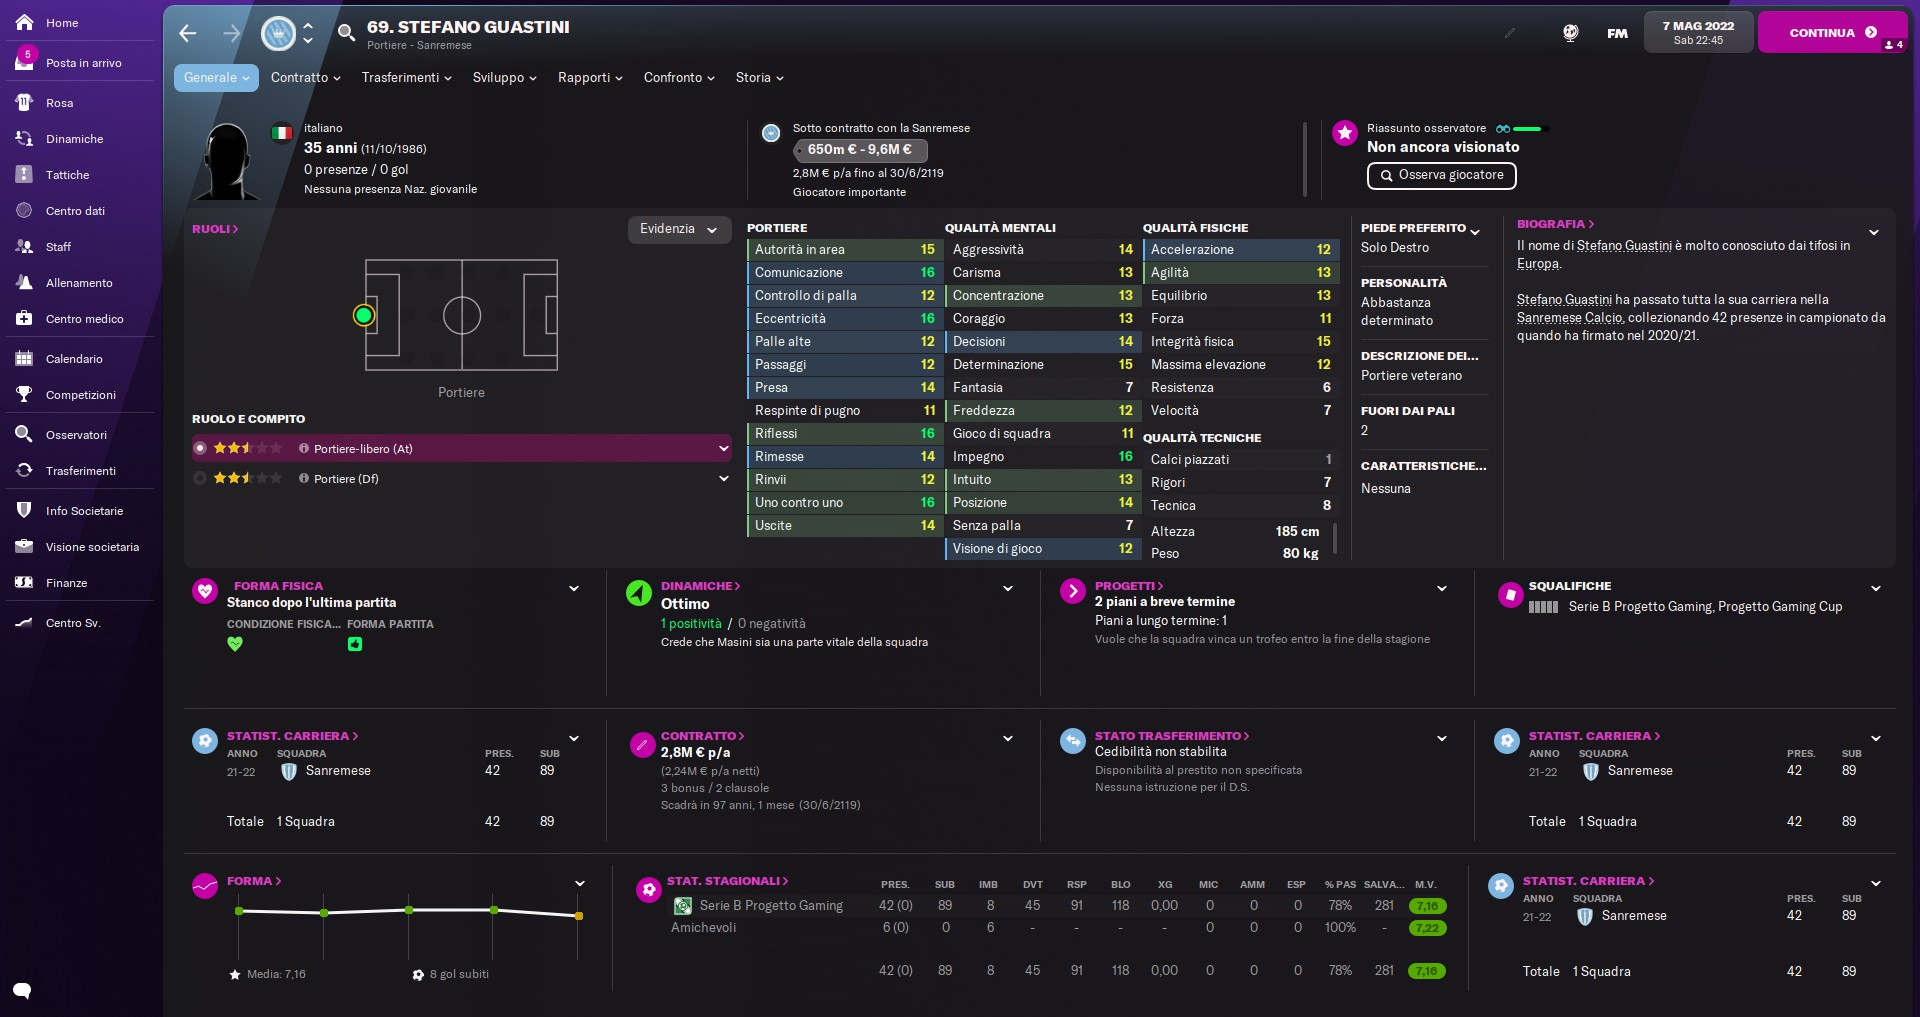 Home
5
Posta in arrivo
Rosa
Dinamiche
Tattiche
Centro dati
Staff
Allenamento
Centro medico
Calendario
Competizioni
Osservatori
Trasferimenti
Info Societarie
Visione societaria
Finanze
Centro Sv.
69. STEFANO GUASTINI
Portiere - Sanremese
FM
7 MAG 2022
Sab 22:45
CONTINUA
4
Generale
Contratto
Trasferimenti
Sviluppo
Rapporti
Confronto
Storia
italiano
35 anni (11/10/1986)
0 presenze / 0 gol
Nessuna presenza Naz. giovanile
Sotto contratto con la Sanremese
650m € - 9,6M €
2,8M € p/a fino al 30/6/2119
Giocatore importante
Riassunto osservatore
Non ancora visionato
Osserva giocatore
RUOLI
Evidenzia
Portiere
RUOLO E COMPITO
Portiere-libero (At)
Portiere (Df)
PORTIERE
Autorità in area 15
Comunicazione 16
Controllo di palla 12
Eccentricità 16
Palle alte 12
Passaggi 12
Presa 14
Respinte di pugno 11
Riflessi 16
Rimesse 14
Rinvii 12
Uno contro uno 16
Uscite 14
QUALITÀ MENTALI
Aggressività 14
Carisma 13
Concentrazione 13
Coraggio 13
Decisioni 14
Determinazione 15
Fantasia 7
Freddezza 12
Gioco di squadra 11
Impegno 16
Intuito 13
Posizione 14
Senza palla 7
Visione di gioco 12
QUALITÀ FISICHE
Accelerazione 12
Agilità 13
Equilibrio 13
Forza 11
Integrità fisica 15
Massima elevazione 12
Resistenza 6
Velocità 7
QUALITÀ TECNICHE
Calci piazzati 1
Rigori 7
Tecnica 8
Altezza 185 cm
Peso 80 kg
PIEDE PREFERITO
Solo Destro
PERSONALITÀ
Abbastanza
determinato
DESCRIZIONE DEI...
Portiere veterano
FUORI DAI PALI
2
CARATTERISTICHE...
Nessuna
BIOGRAFIA
Il nome di Stefano Guastini è molto conosciuto dai tifosi in
Europa.
Stefano Guastini ha passato tutta la sua carriera nella
Sanremese Calcio, collezionando 42 presenze in campionato da
quando ha firmato nel 2020/21.
FORMA FISICA
Stanco dopo l'ultima partita
CONDIZIONE FISICA... FORMA PARTITA
DINAMICHE
Ottimo
1 positività / 0 negatività
Crede che Masini sia una parte vitale della squadra
PROGETTI
2 piani a breve termine
Piani a lungo termine: 1
Vuole che la squadra vinca un trofeo entro la fine della stagione
SQUALIFICHE
Serie B Progetto Gaming, Progetto Gaming Cup
STATIST. CARRIERA
ANNO SQUADRA PRES. SUB
21-22 Sanremese 42 89
Totale 1 Squadra 42 89
CONTRATTO
2,8M € p/a
(2,24M € p/a netti)
3 bonus / 2 clausole
Scadrà in 97 anni, 1 mese (30/6/2119)
STATO TRASFERIMENTO
Cedibilità non stabilita
Disponibilità al prestito non specificata
Nessuna istruzione per il D.S.
STATIST. CARRIERA
ANNO SQUADRA PRES. SUB
21-22 Sanremese 42 89
Totale 1 Squadra 42 89
FORMA
Media: 7,16
8 gol subiti
STAT. STAGIONALI PRES. SUB IMB DVT RSP BLO XG MIC AMM ESP % PAS SALVA... M.V.
Serie B Progetto Gaming 42 (0) 89 8 45 91 118 0,00 0 0 0 78% 281 7,16
Amichevoli 6 (0) 0 6 - - - - 0 0 0 100% - 7,22
42 (0) 89 8 45 91 118 0,00 0 0 0 78% 281 7,16
STATIST. CARRIERA
ANNO SQUADRA PRES. SUB
21-22 Sanremese 42 89
Totale 1 Squadra 42 89